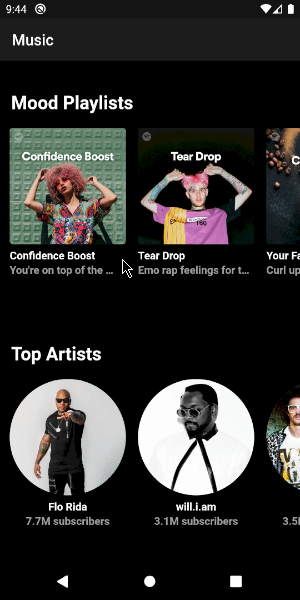 9:44
Music
Mood Playlists
Confidence Boost
Tear Drop
Confidence Boost
You're on top of the ...
Tear Drop
Emo rap feelings for t...
Your Fa
Curl up
Top Artists
Flo Rida
7.7M subscribers
will.i.am
3.1M subscribers
3.5